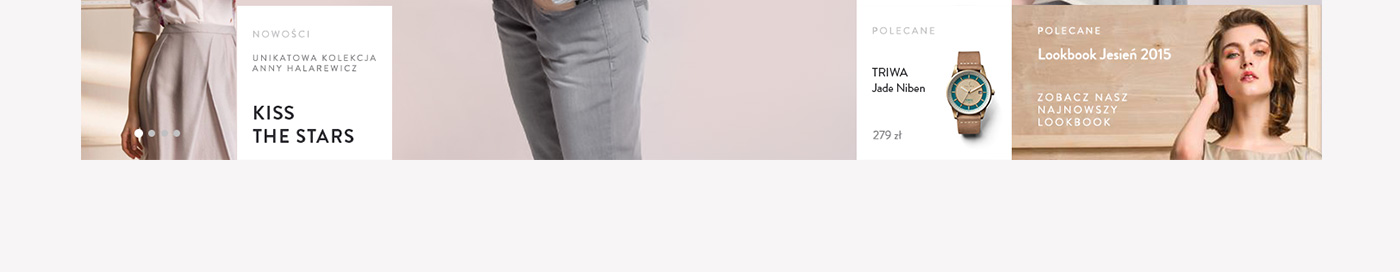 NOWOŚCI
UNIKATOWA KOLEKCJA
ANNY HALAREWICZ
KISS
THE STARS
POLECANE
TRIWA
Jade Niben
279 zł
POLECANE
Lookbook Jesień 2015
ZOBACZ NASZ
NAJNOWSZY
LOOKBOOK